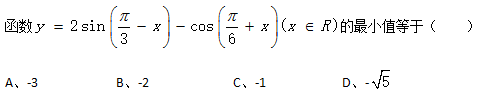 函数 y = 2sin(π/3 − x) − cos(π/6 + x)(x ∈ R)的最小值等于（　　）
A、-3 B、-2 C、-1 D、-√5